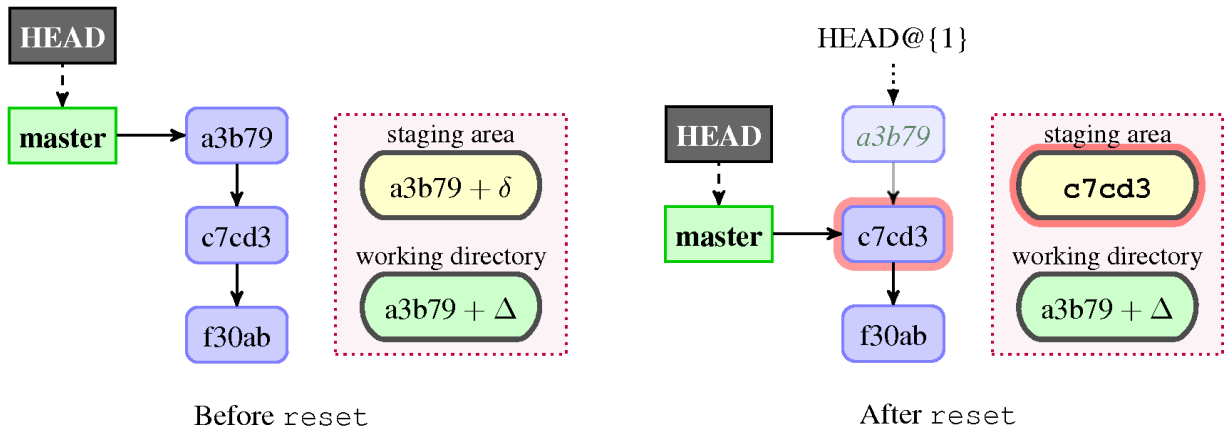 HEAD
master
a3b79
c7cd3
f30ab
staging area
a3b79 + δ
working directory
a3b79 + Δ
Before reset
HEAD@{1}
HEAD
master
a3b79
c7cd3
f30ab
staging area
c7cd3
working directory
a3b79 + Δ
After reset